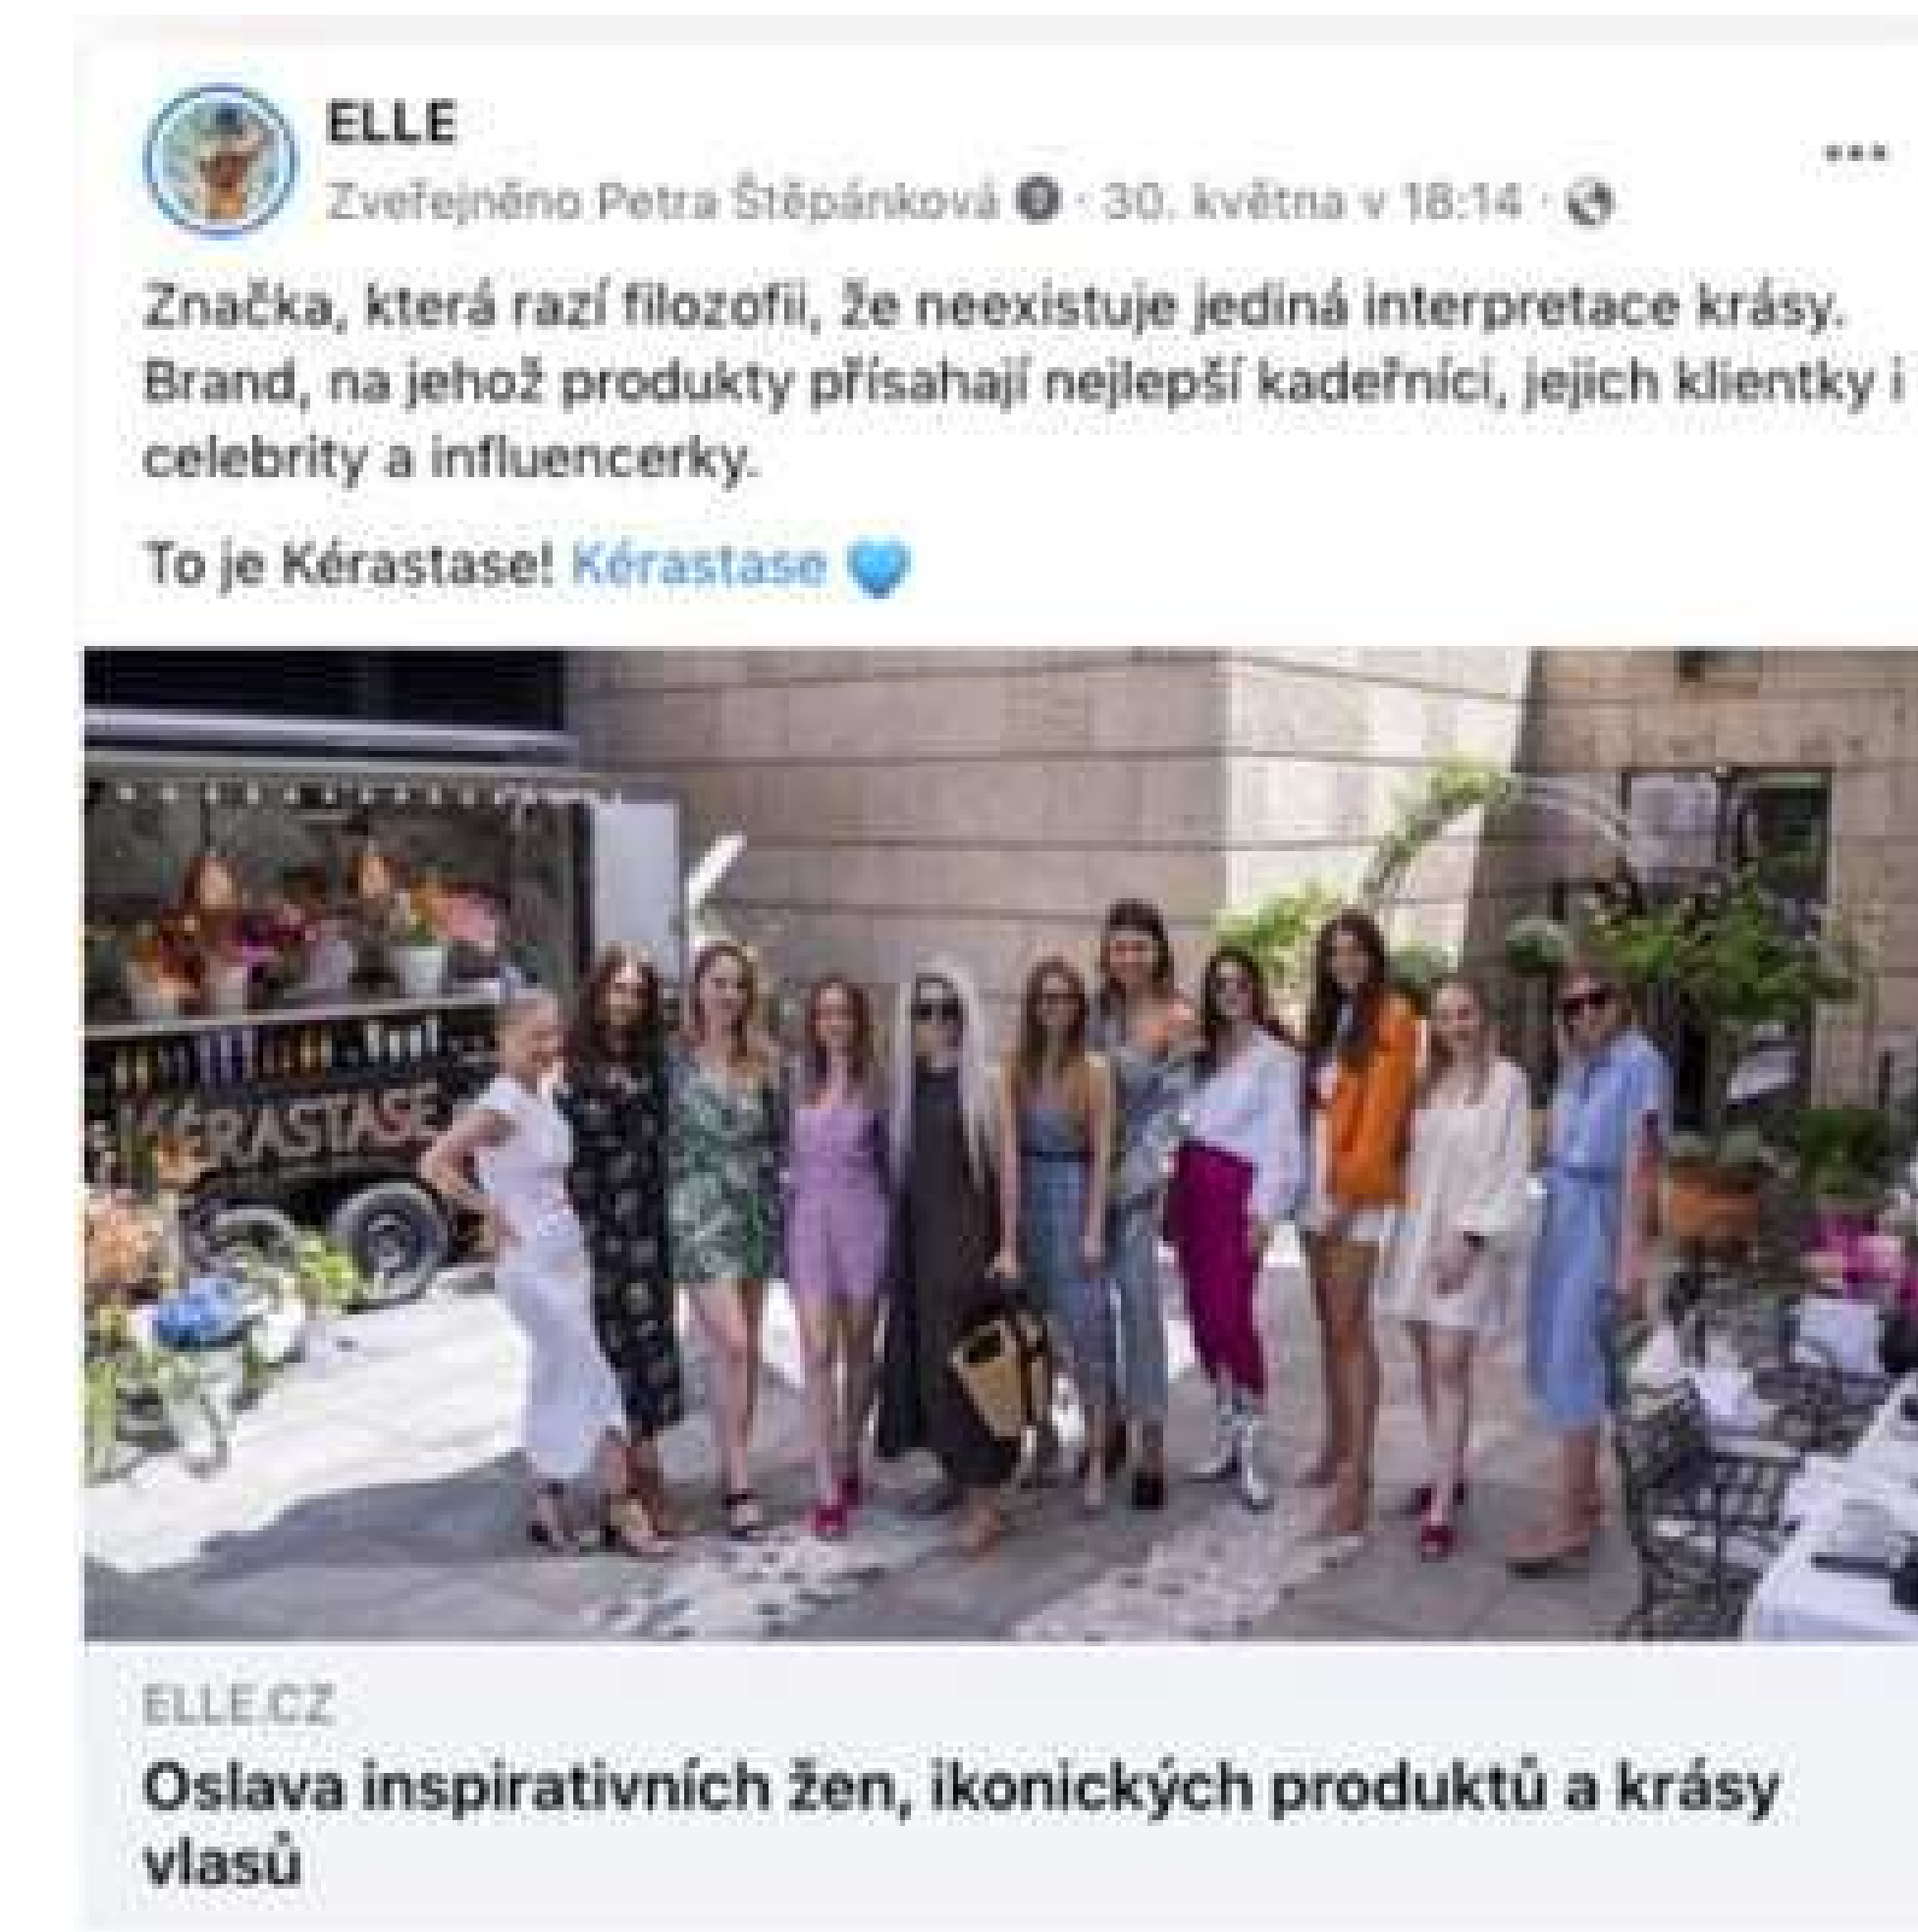 ELLE
Zveřejněno Petra Štěpánková · 30. května v 18:14 ·
Značka, která razí filozofii, že neexistuje jediná interpretace krásy.
Brand, na jehož produkty přísahají nejlepší kadeřníci, jejich klientky i
celebrity a influencerky.
To je Kérastase! Kérastase 💙
KÉRASTASE
ELLE.CZ
Oslava inspirativních žen, ikonických produktů a krásy
vlasů